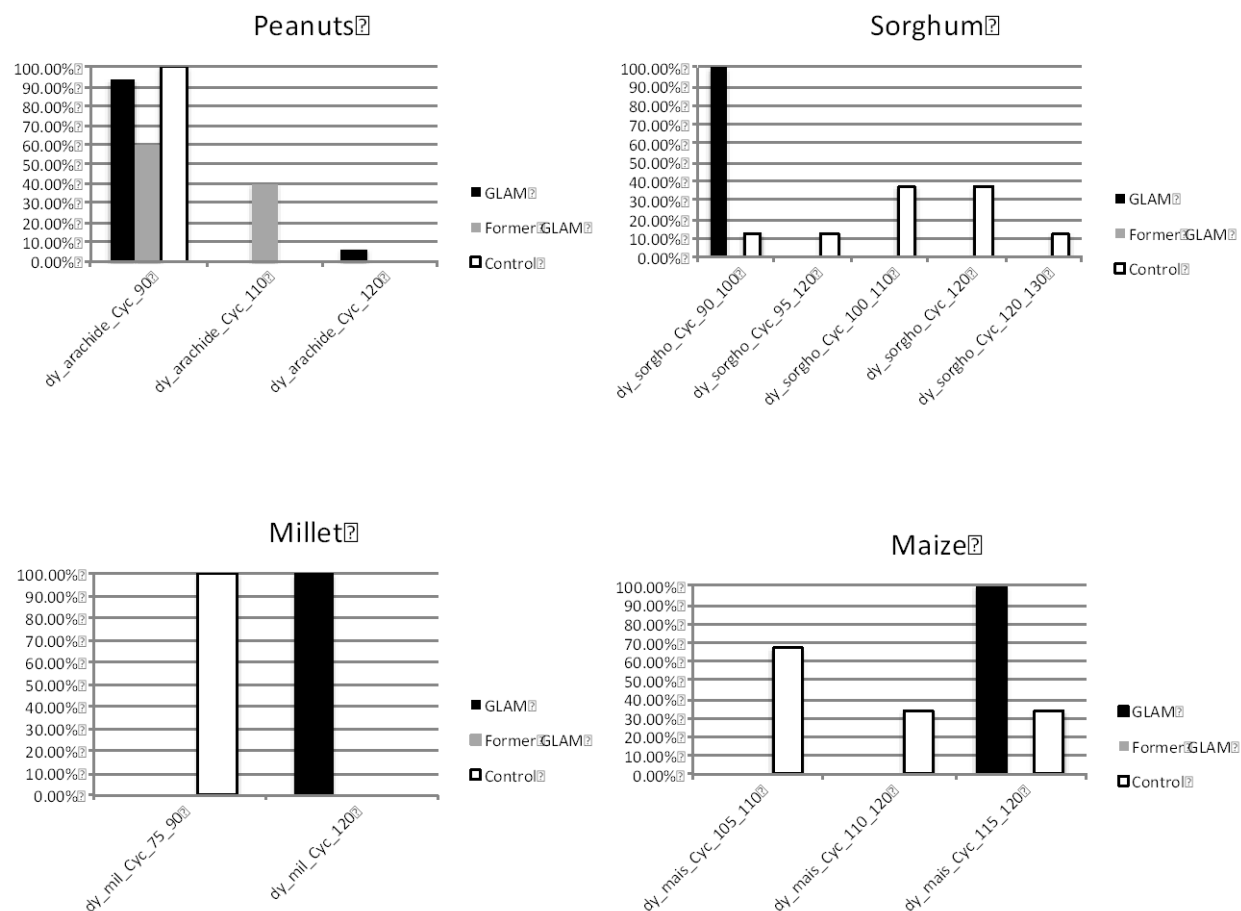 Peanuts
100.00%
90.00%
80.00%
70.00%
60.00%
50.00%
40.00%
30.00%
20.00%
10.00%
0.00%
dy_arachide_Cyc_90
dy_arachide_Cyc_110
dy_arachide_Cyc_120
GLAM
Former GLAM
Control
Sorghum
100.00%
90.00%
80.00%
70.00%
60.00%
50.00%
40.00%
30.00%
20.00%
10.00%
0.00%
dy_sorgho_Cyc_90_100
dy_sorgho_Cyc_95_120
dy_sorgho_Cyc_100_110
dy_sorgho_Cyc_120
dy_sorgho_Cyc_120_130
GLAM
Former GLAM
Control
Millet
100.00%
90.00%
80.00%
70.00%
60.00%
50.00%
40.00%
30.00%
20.00%
10.00%
0.00%
dy_mil_Cyc_75_90
dy_mil_Cyc_120
GLAM
Former GLAM
Control
Maize
100.00%
90.00%
80.00%
70.00%
60.00%
50.00%
40.00%
30.00%
20.00%
10.00%
0.00%
dy_mais_Cyc_105_110
dy_mais_Cyc_110_120
dy_mais_Cyc_115_120
GLAM
Former GLAM
Control